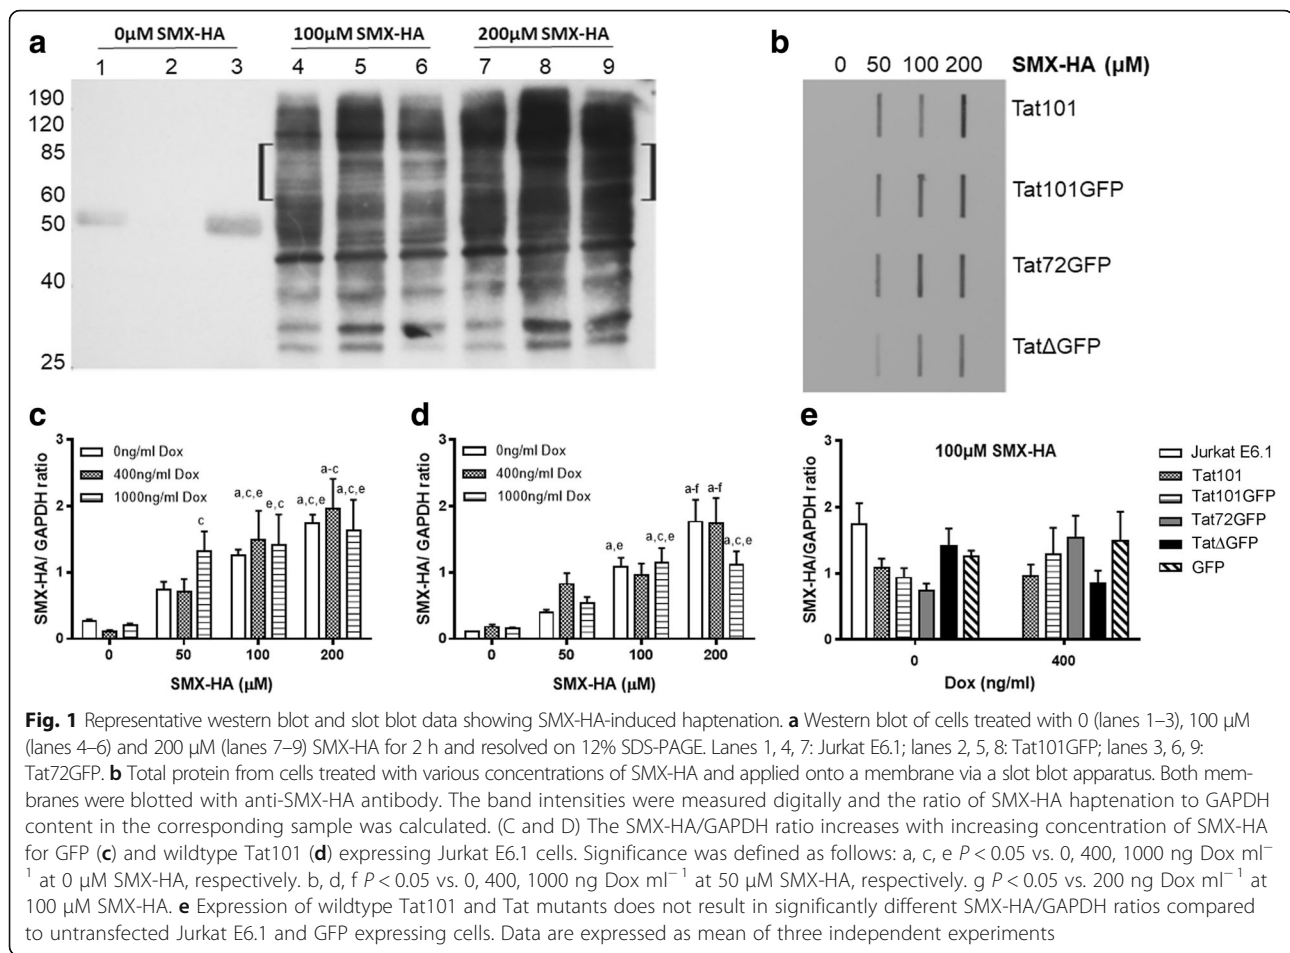 a
0µM SMX-HA 100µM SMX-HA 200µM SMX-HA
1 2 3 4 5 6 7 8 9
190
120
85
60
50
40
25
b
0 50 100 200 SMX-HA (µM)
Tat101
Tat101GFP
Tat72GFP
TatΔGFP
c
SMX-HA/ GAPDH ratio
3
2
1
0
0ng/ml Dox
400ng/ml Dox
1000ng/ml Dox
c
a,c,e
e,c
a,c,e
a-c
a,c,e
0 50 100 200
SMX-HA (µM)
d
SMX-HA/ GAPDH ratio
3
2
1
0
0ng/ml Dox
400ng/ml Dox
1000ng/ml Dox
a,e
a,c,e
a-f
a-f
a,c,e
0 50 100 200
SMX-HA (µM)
e
SMX-HA/GAPDH ratio
3
2
1
0
100µM SMX-HA
0 400
Dox (ng/ml)
Jurkat E6.1
Tat101
Tat101GFP
Tat72GFP
TatΔGFP
GFP
Fig. 1 Representative western blot and slot blot data showing SMX-HA-induced haptenation. a Western blot of cells treated with 0 (lanes 1–3), 100 µM
(lanes 4–6) and 200 µM (lanes 7–9) SMX-HA for 2 h and resolved on 12% SDS-PAGE. Lanes 1, 4, 7: Jurkat E6.1; lanes 2, 5, 8: Tat101GFP; lanes 3, 6, 9:
Tat72GFP. b Total protein from cells treated with various concentrations of SMX-HA and applied onto a membrane via a slot blot apparatus. Both mem-
branes were blotted with anti-SMX-HA antibody. The band intensities were measured digitally and the ratio of SMX-HA haptenation to GAPDH
content in the corresponding sample was calculated. (C and D) The SMX-HA/GAPDH ratio increases with increasing concentration of SMX-HA
for GFP (c) and wildtype Tat101 (d) expressing Jurkat E6.1 cells. Significance was defined as follows: a, c, e P < 0.05 vs. 0, 400, 1000 ng Dox ml−
1 at 0 µM SMX-HA, respectively. b, d, f P < 0.05 vs. 0, 400, 1000 ng Dox ml−1 at 50 µM SMX-HA, respectively. g P < 0.05 vs. 200 ng Dox ml−1 at
100 µM SMX-HA. e Expression of wildtype Tat101 and Tat mutants does not result in significantly different SMX-HA/GAPDH ratios compared
to untransfected Jurkat E6.1 and GFP expressing cells. Data are expressed as mean of three independent experiments